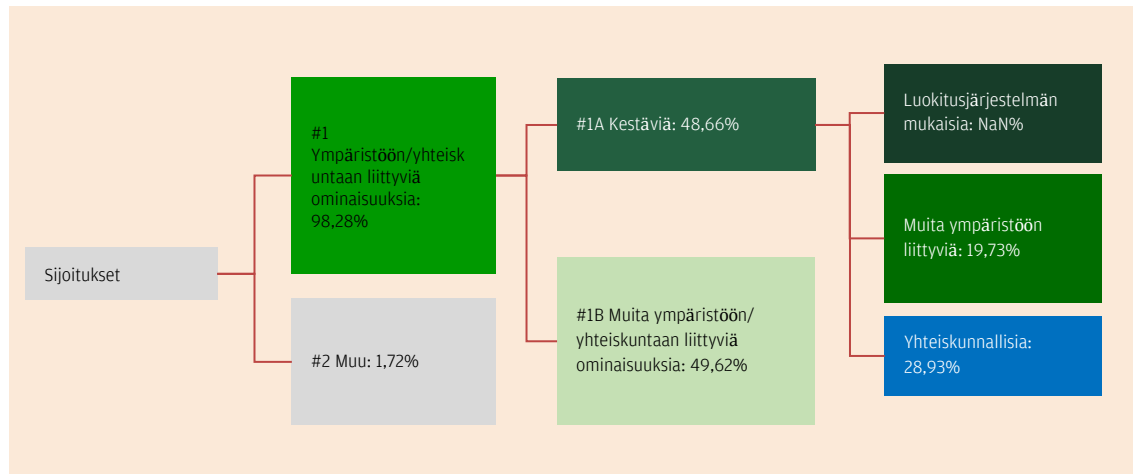 Sijoitukset
#1
Ympäristöön/yhteisk
untaan liittyviä
ominaisuuksia:
98,28%
#2 Muu: 1,72%
#1A Kestäviä: 48,66%
#1B Muita ympäristöön/
yhteiskuntaan liittyviä
ominaisuuksia: 49,62%
Luokitusjärjestelmän
mukaisia: NaN%
Muita ympäristöön
liittyviä: 19,73%
Yhteiskunnallisia:
28,93%